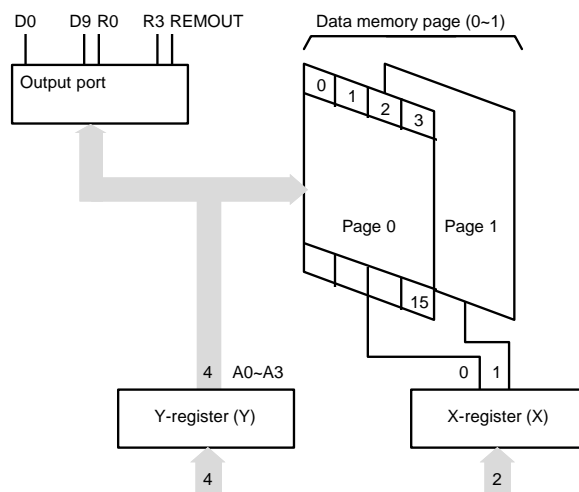 D0 D9 R0 R3 REMOUT
Data memory page (0~1)
Output port
0 1 2 3
Page 0 Page 1
15
4 A0~A3
0 1
Y-register (Y)
X-register (X)
4
2